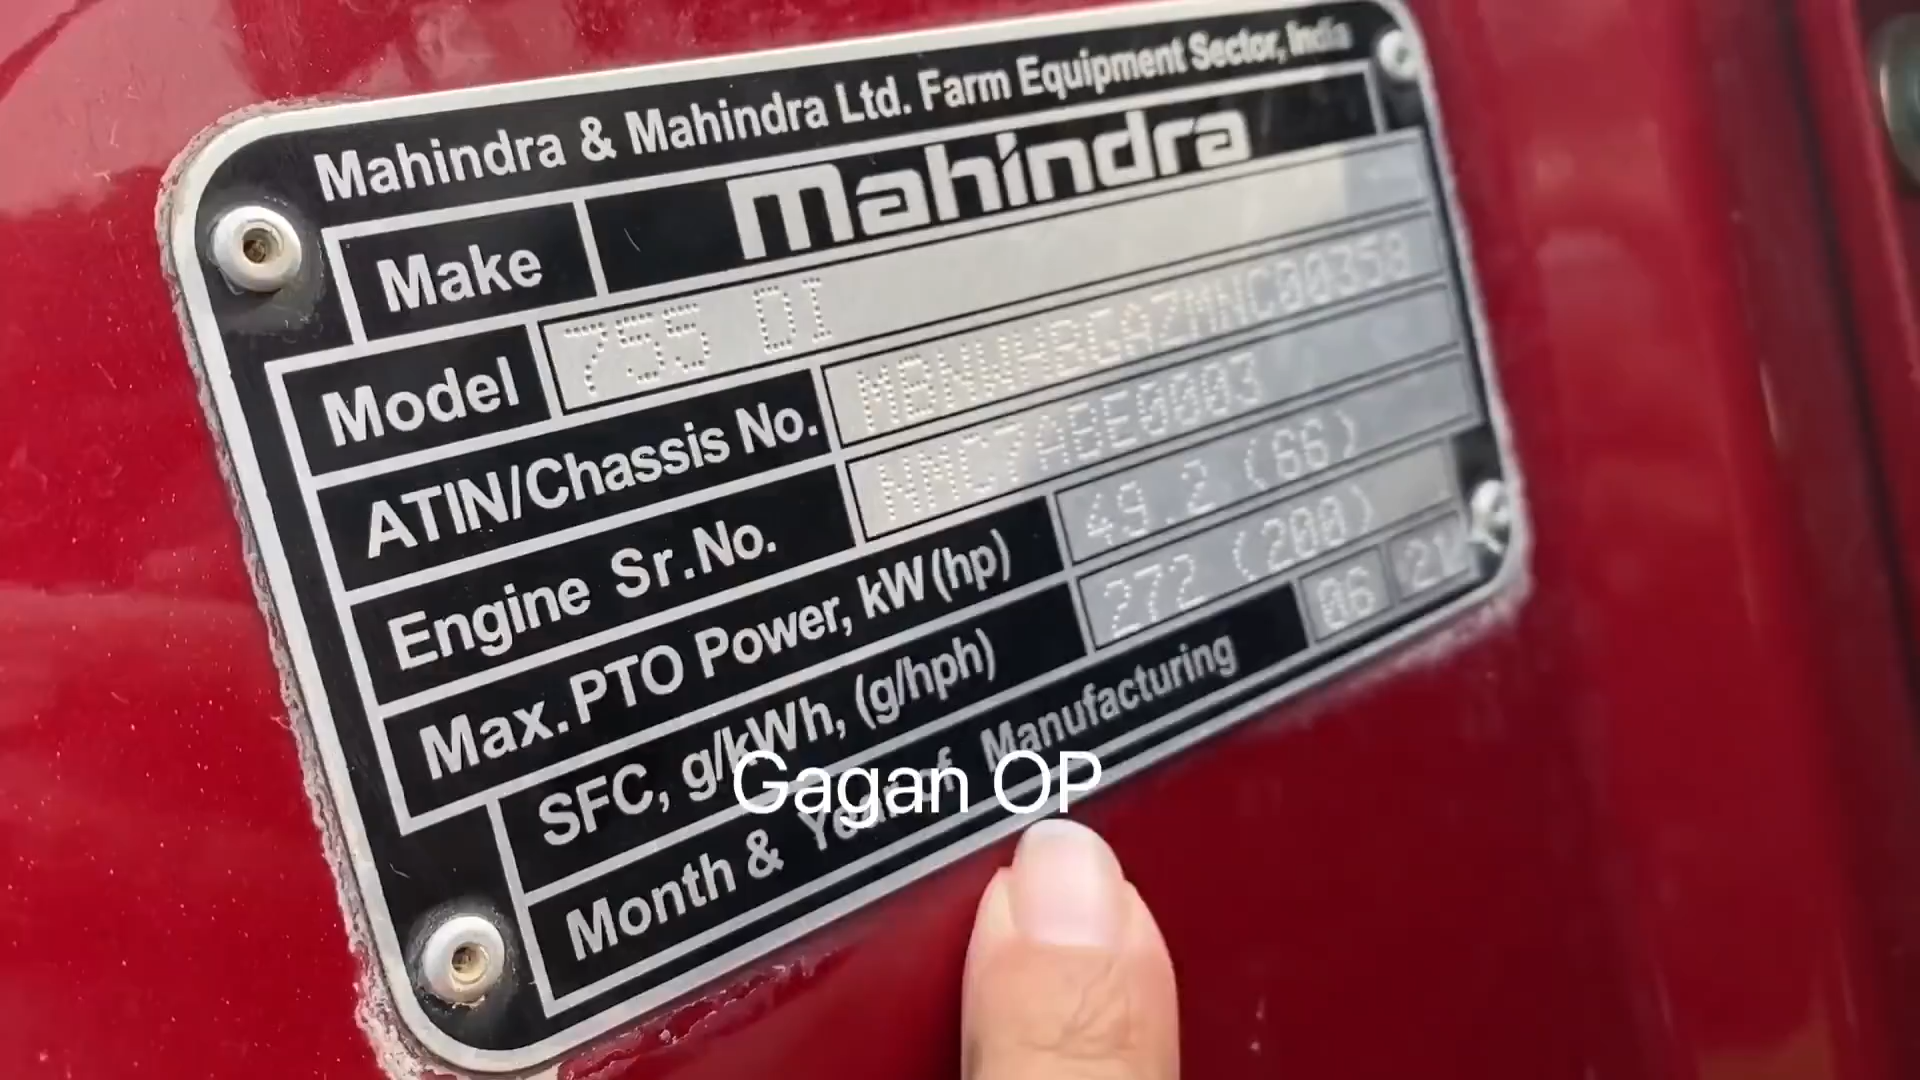 Mahindra & Mahindra Ltd. Farm Equipment Sector, India
Make mahindra
Model 755 DI
ATIN/Chassis No. MBNWHBGAZMNC00358
Engine Sr.No. NMC7ABE0003
Max.PTO Power, kW(hp) 49.2 (66)
SFC, g/kWh, (g/hph) 272 (200)
Month & Year of Manufacturing 06
Gagan OP